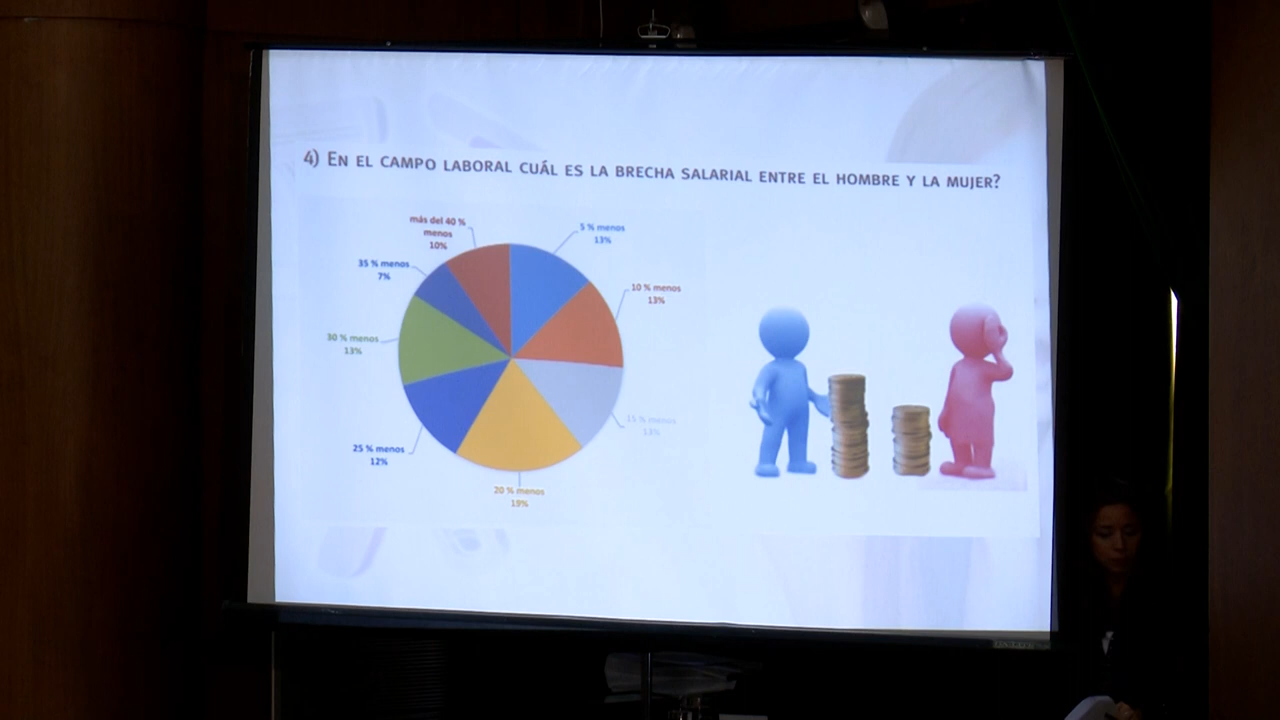 4) EN EL CAMPO LABORAL CUÁL ES LA BRECHA SALARIAL ENTRE EL HOMBRE Y LA MUJER?
más del 40 %
menos
10%
5 % menos
13%
10 % menos
13%
15 % menos
13%
20 % menos
19%
25 % menos
12%
30 % menos
13%
35 % menos
7%